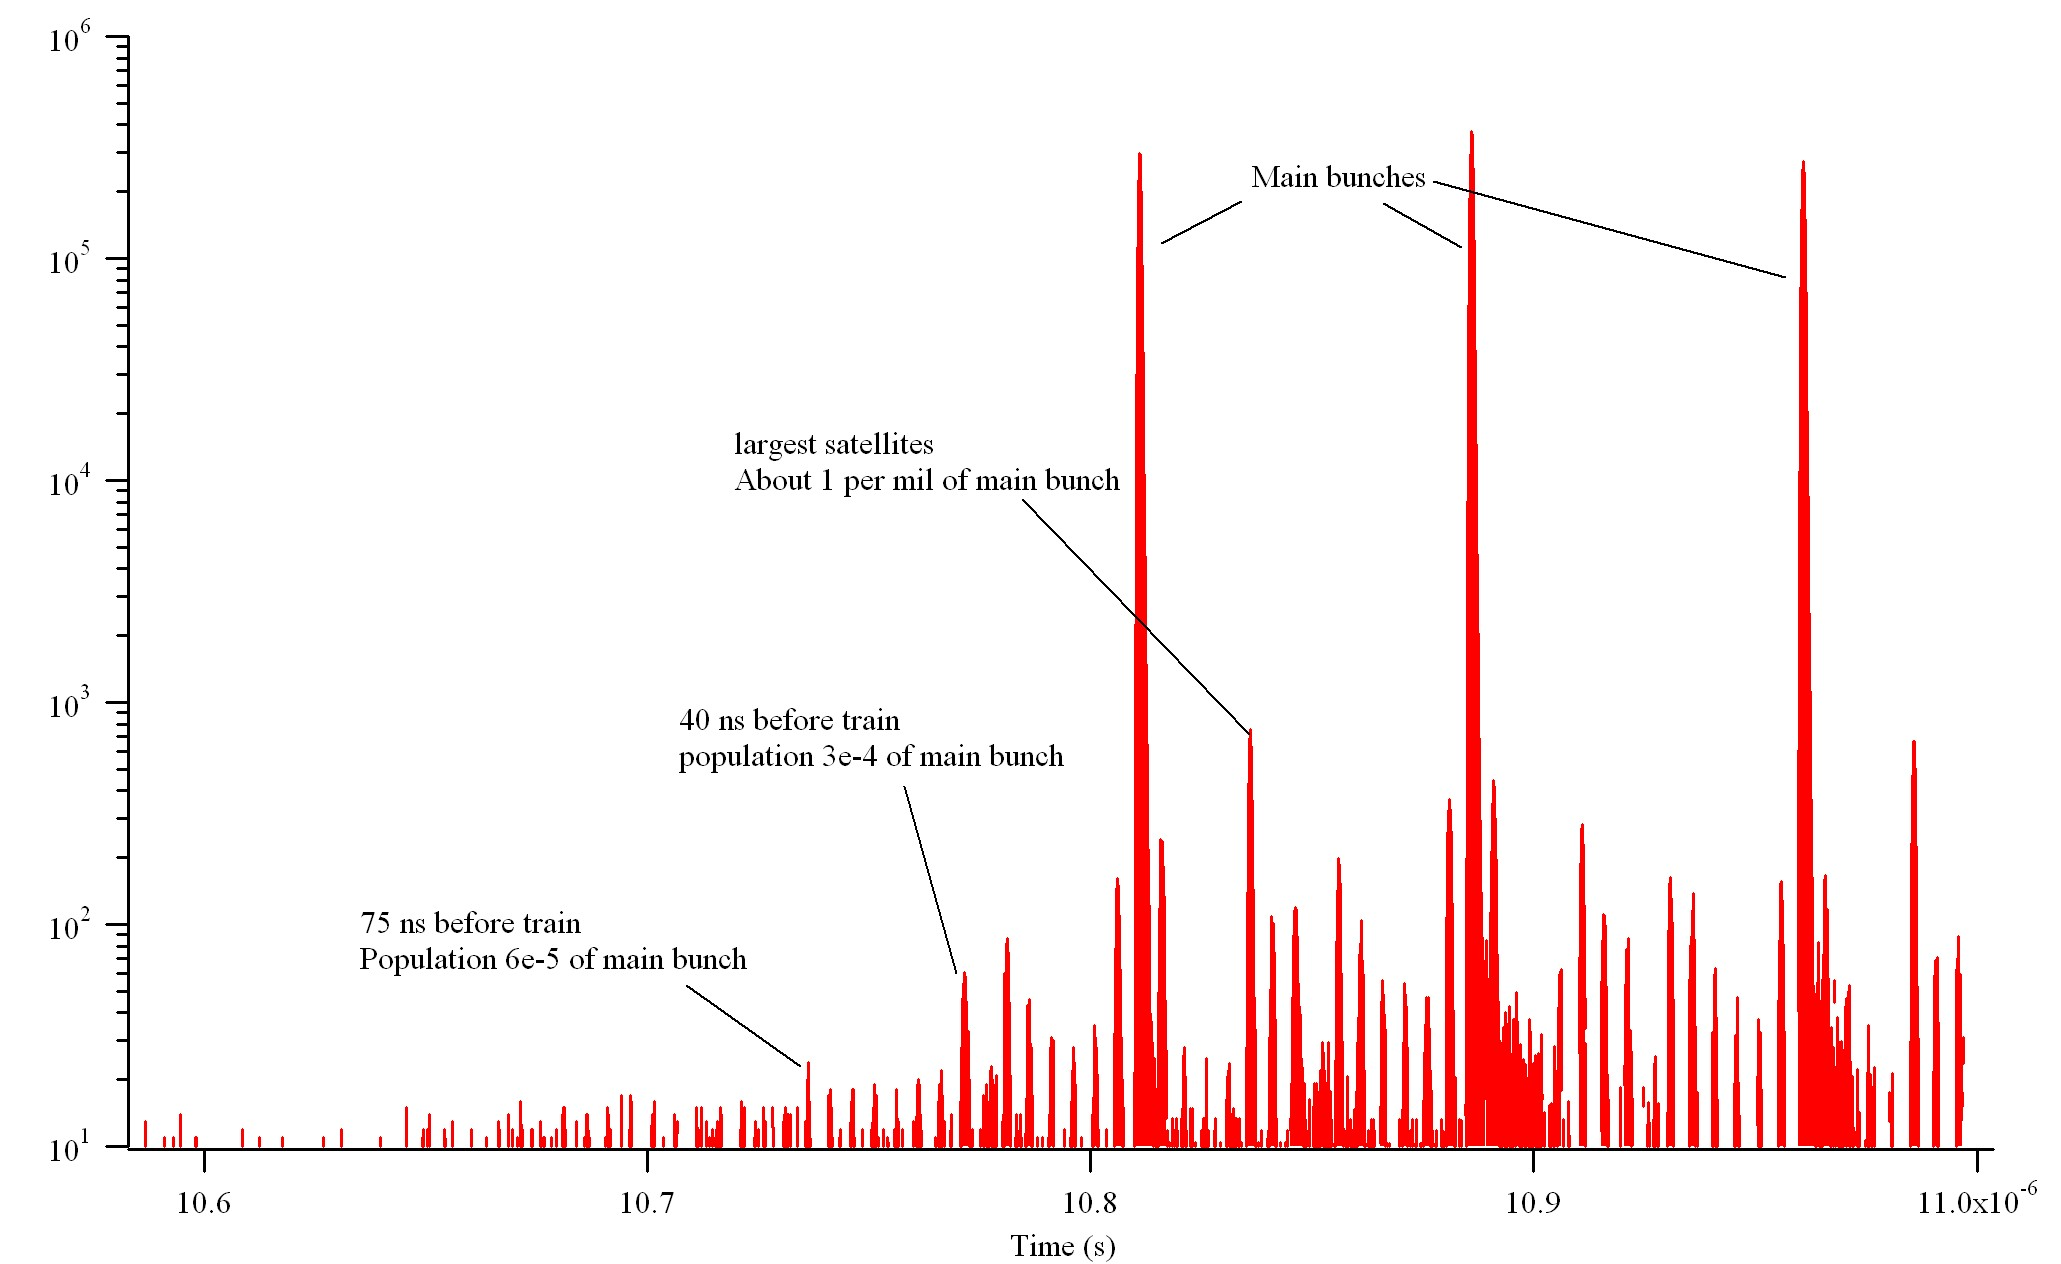 10^6
10^5
10^4
10^3
10^2
10^1
Main bunches
largest satellites
About 1 per mil of main bunch
40 ns before train
population 3e-4 of main bunch
75 ns before train
Population 6e-5 of main bunch
10.6
10.7
10.8
10.9
11.0x10^-6
Time (s)